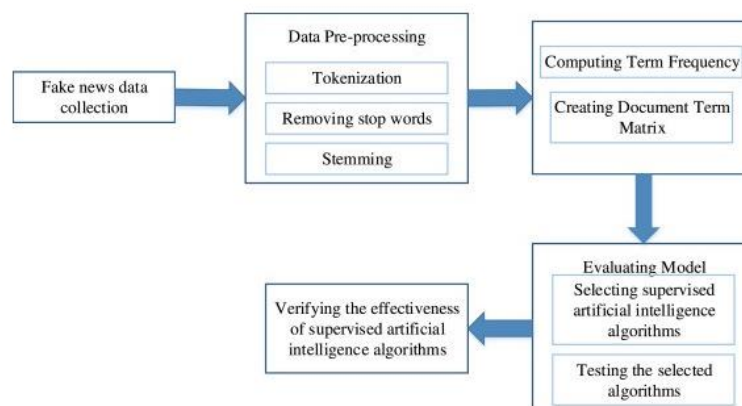 Fake news data
collection
Data Pre-processing
Tokenization
Removing stop words
Stemming
Computing Term Frequency
Creating Document Term
Matrix
Evaluating Model
Selecting supervised
artificial intelligence
algorithms
Testing the selected
algorithms
Verifying the effectiveness
of supervised artificial
intelligence algorithms